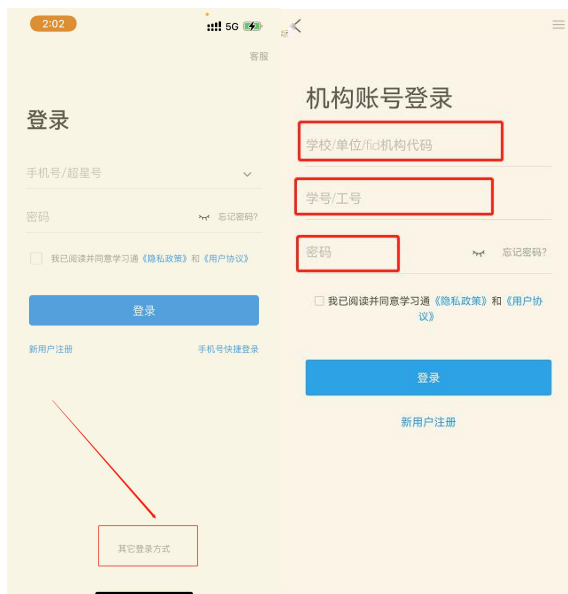 2:02
5G
客服
登录
手机号/超星号
密码
忘记密码?
我已阅读并同意学习通《隐私政策》和《用户协议》
登录
新用户注册
手机号快捷登录
其它登录方式
机构账号登录
学校/单位/fid机构代码
学号/工号
密码
忘记密码?
我已阅读并同意学习通《隐私政策》和《用户协
议》
登录
新用户注册